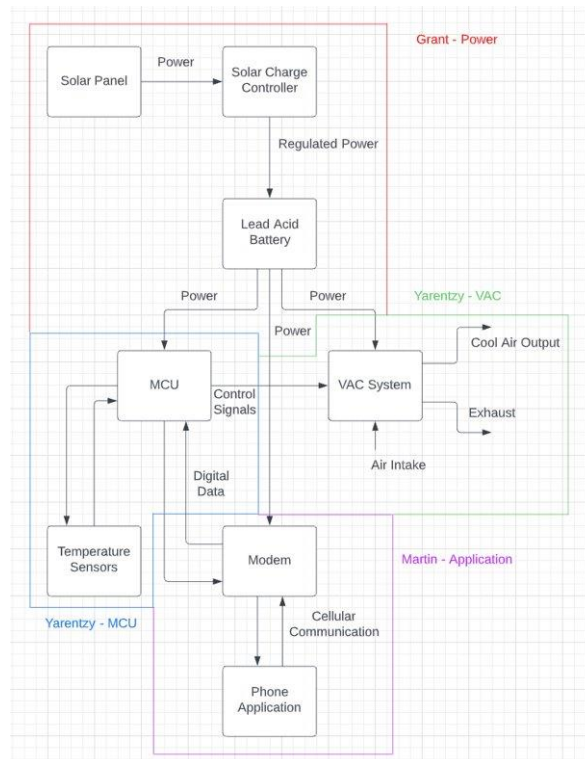 Grant - Power
Power
Solar Panel
Solar Charge
Controller
Regulated Power
Lead Acid
Battery
Power
Power
Yarentzy - VAC
Power
Cool Air Output
MCU
Control
Signals
VAC System
Exhaust
Air Intake
Digital
Data
Temperature
Sensors
Modem
Martin - Application
Yarentzy - MCU
Cellular
Communication
Phone
Application